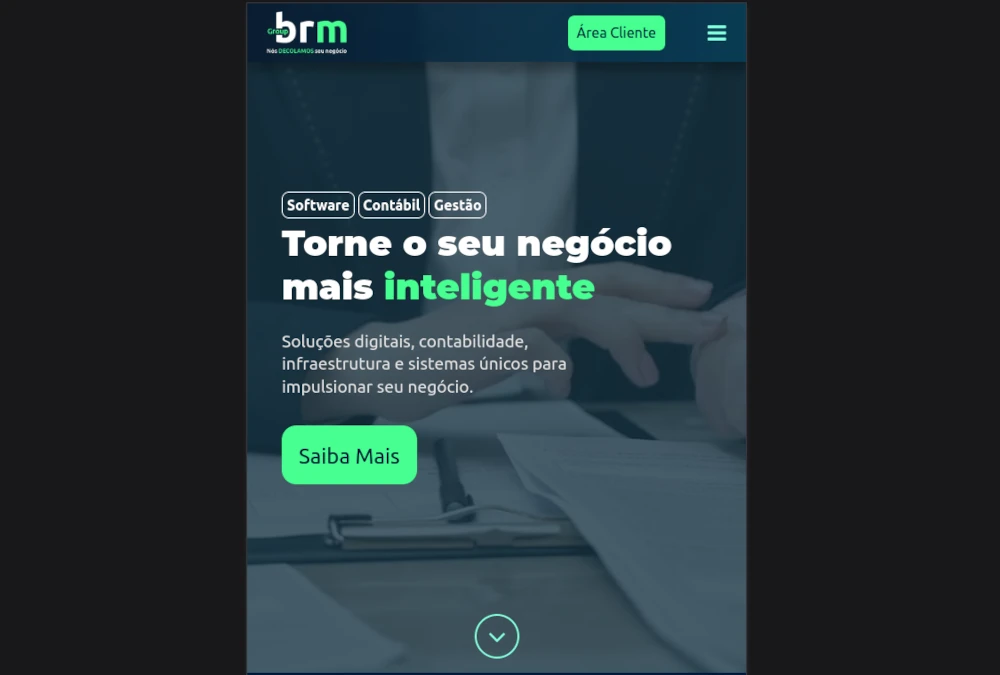 Group brm
Nós DECOLAMOS seu negócio
Área Cliente
Software Contábil Gestão
Torne o seu negócio
mais inteligente
Soluções digitais, contabilidade,
infraestrutura e sistemas únicos para
impulsionar seu negócio.
Saiba Mais